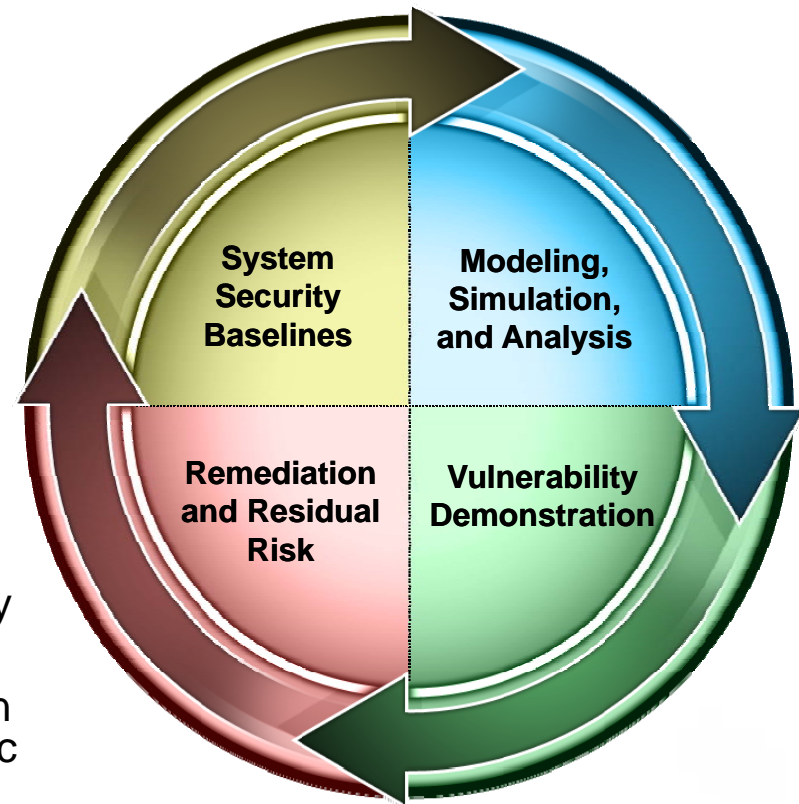 System
Security
Baselines
Modeling,
Simulation,
and Analysis
Remediation
and Residual
Risk
Vulnerability
Demonstration